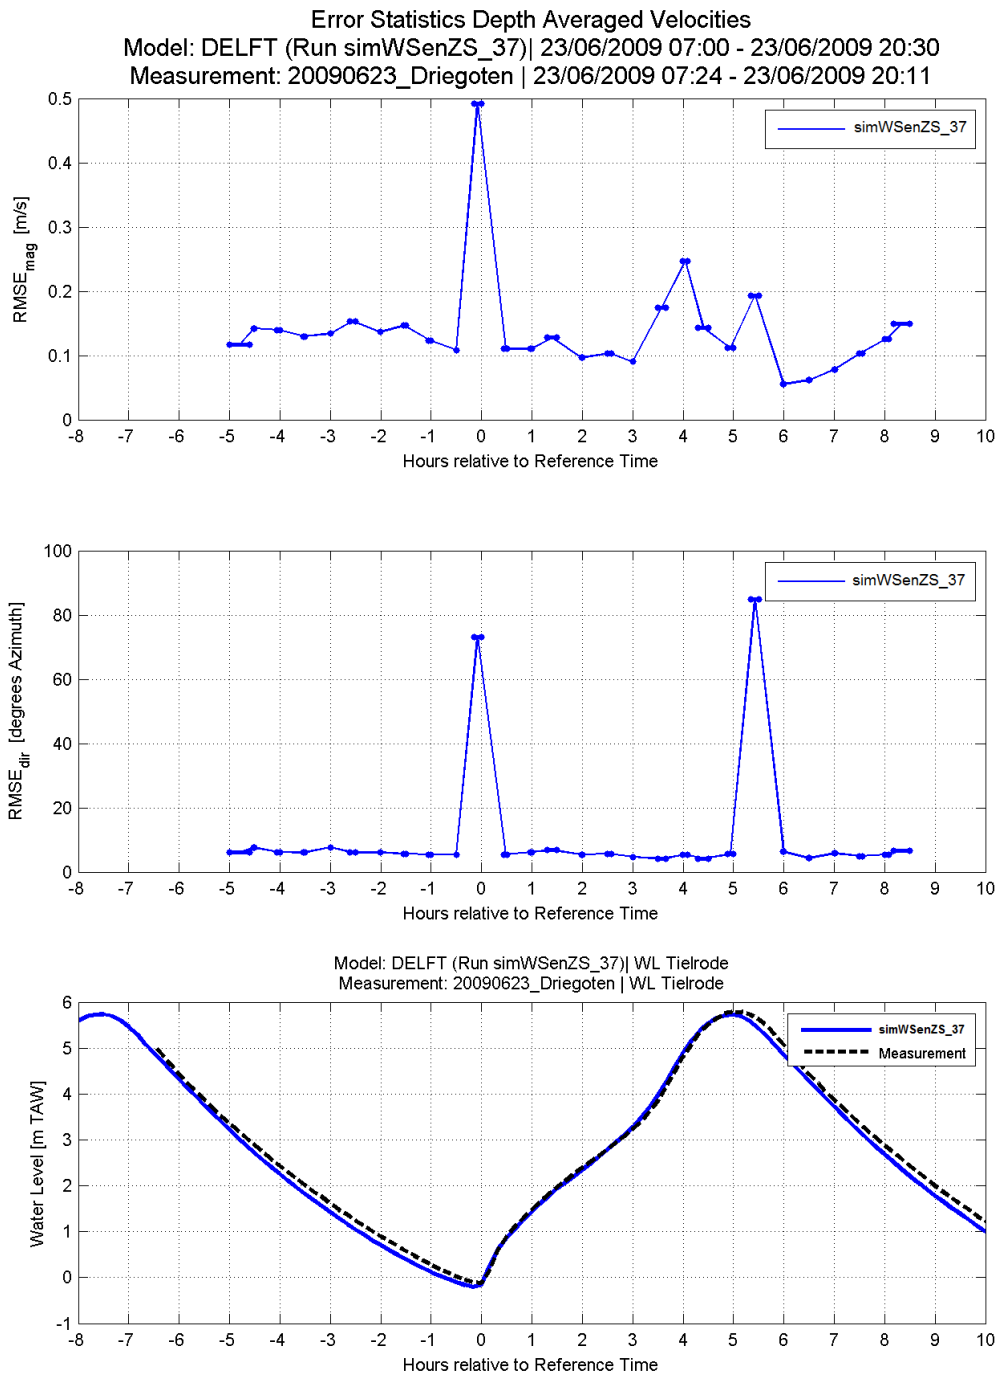 Error Statistics Depth Averaged Velocities
Model: DELFT (Run simWSenZS_37)| 23/06/2009 07:00 - 23/06/2009 20:30
Measurement: 20090623_Driegoten | 23/06/2009 07:24 - 23/06/2009 20:11
RMSEmag [m/s]
0.5
0.4
0.3
0.2
0.1
0
simWSenZS_37
-8 -7 -6 -5 -4 -3 -2 -1 0 1 2 3 4 5 6 7 8 9 10
Hours relative to Reference Time
RMSEdir [degrees Azimuth]
100
80
60
40
20
0
simWSenZS_37
-8 -7 -6 -5 -4 -3 -2 -1 0 1 2 3 4 5 6 7 8 9 10
Hours relative to Reference Time
Model: DELFT (Run simWSenZS_37)| WL Tielrode
Measurement: 20090623_Driegoten | WL Tielrode
Water Level [m TAW]
6
5
4
3
2
1
0
-1
simWSenZS_37
Measurement
-8 -7 -6 -5 -4 -3 -2 -1 0 1 2 3 4 5 6 7 8 9 10
Hours relative to Reference Time